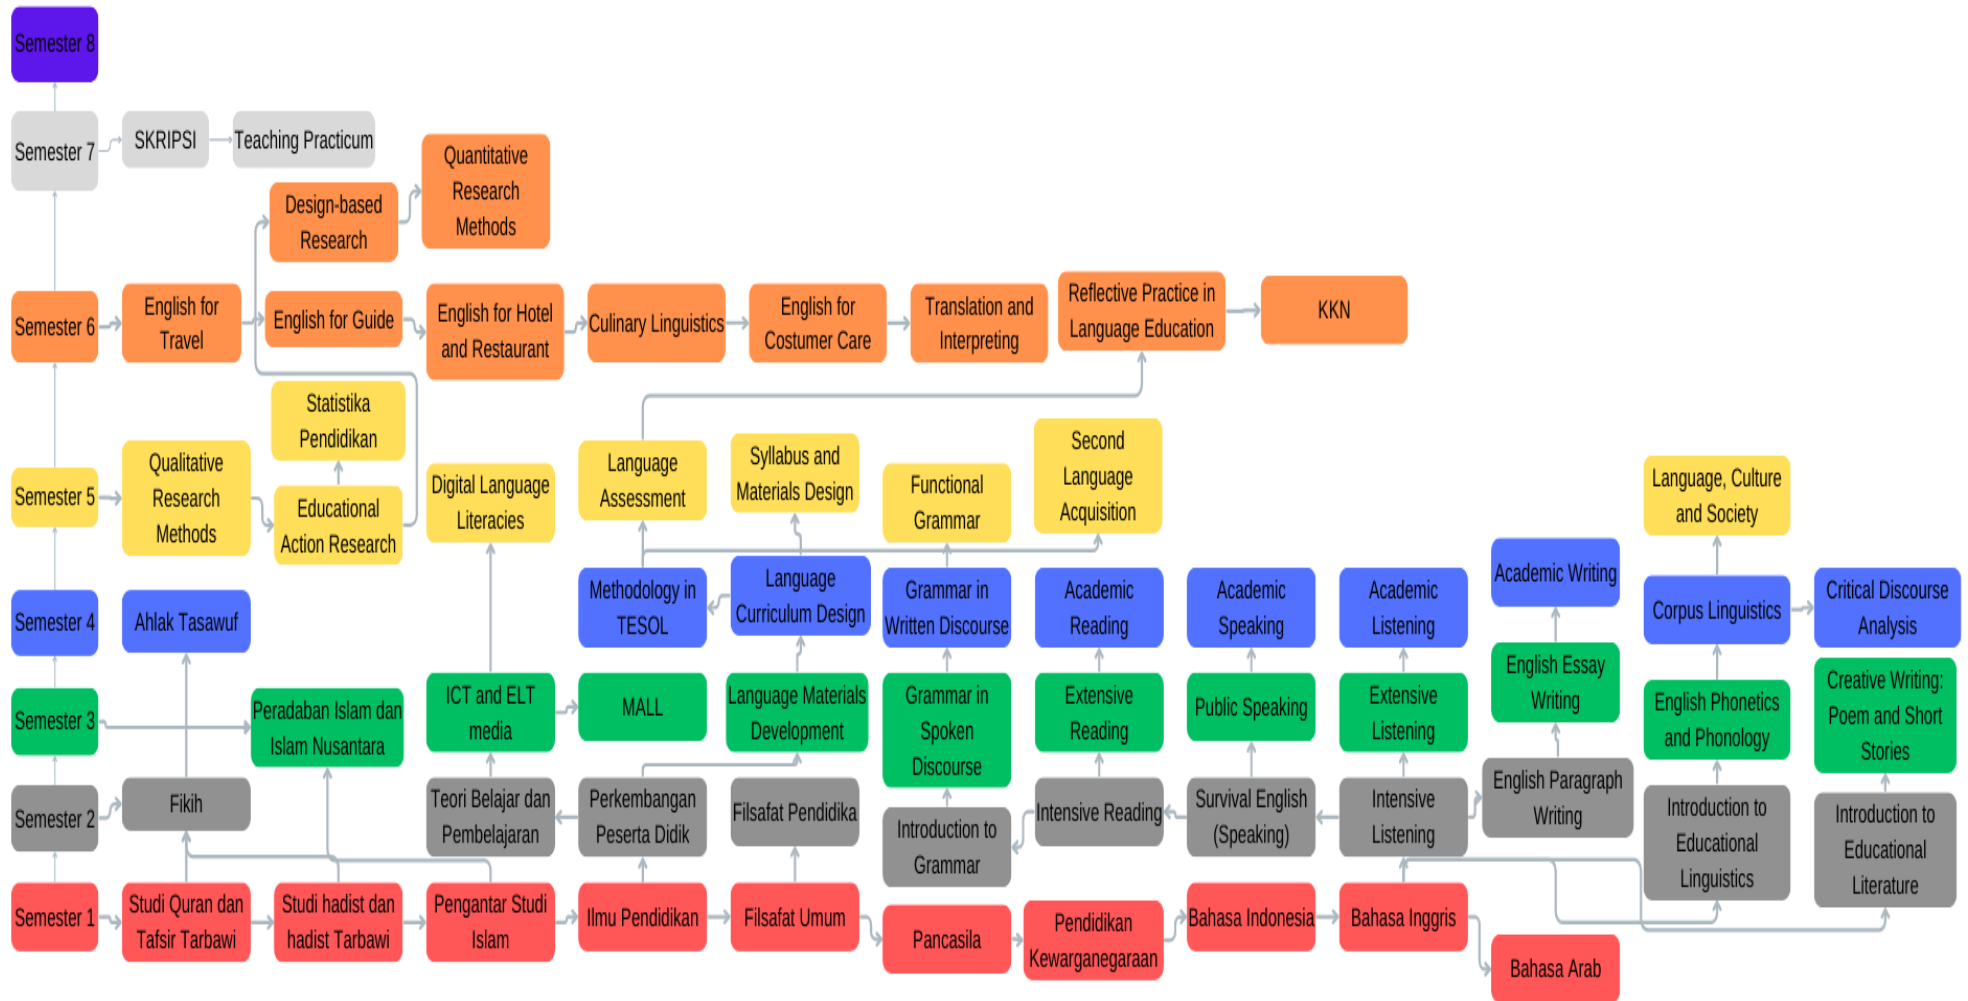 Semester 8
Semester 7
SKRIPSI
Teaching Practicum
Quantitative
Research
Methods
Design-based
Research
Semester 6
English for
Travel
English for Guide
English for Hotel
and Restaurant
Culinary Linguistics
English for
Costumer Care
Translation and
Interpreting
Reflective Practice in
Language Education
KKN
Statistika
Pendidikan
Semester 5
Qualitative
Research
Methods
Educational
Action Research
Digital Language
Literacies
Language
Assessment
Syllabus and
Materials Design
Functional
Grammar
Second
Language
Acquisition
Language, Culture
and Society
Semester 4
Ahlak Tasawuf
Methodology in
TESOL
Language
Curriculum Design
Grammar in
Written Discourse
Academic
Reading
Academic
Speaking
Academic
Listening
Academic Writing
Corpus Linguistics
Critical Discourse
Analysis
Semester 3
Peradaban Islam dan
Islam Nusantara
ICT and ELT
media
MALL
Language Materials
Development
Grammar in
Spoken
Discourse
Extensive
Reading
Public Speaking
Extensive
Listening
English Essay
Writing
English Phonetics
and Phonology
Creative Writing:
Poem and Short
Stories
Semester 2
Fikih
Teori Belajar dan
Pembelajaran
Perkembangan
Peserta Didik
Filsafat Pendidika
Introduction to
Grammar
Intensive Reading
Survival English
(Speaking)
Intensive
Listening
English Paragraph
Writing
Introduction to
Educational
Linguistics
Introduction to
Educational
Literature
Semester 1
Studi Quran dan
Tafsir Tarbawi
Studi hadist dan
hadist Tarbawi
Pengantar Studi
Islam
Ilmu Pendidikan
Filsafat Umum
Pancasila
Pendidikan
Kewarganegaraan
Bahasa Indonesia
Bahasa Inggris
Bahasa Arab